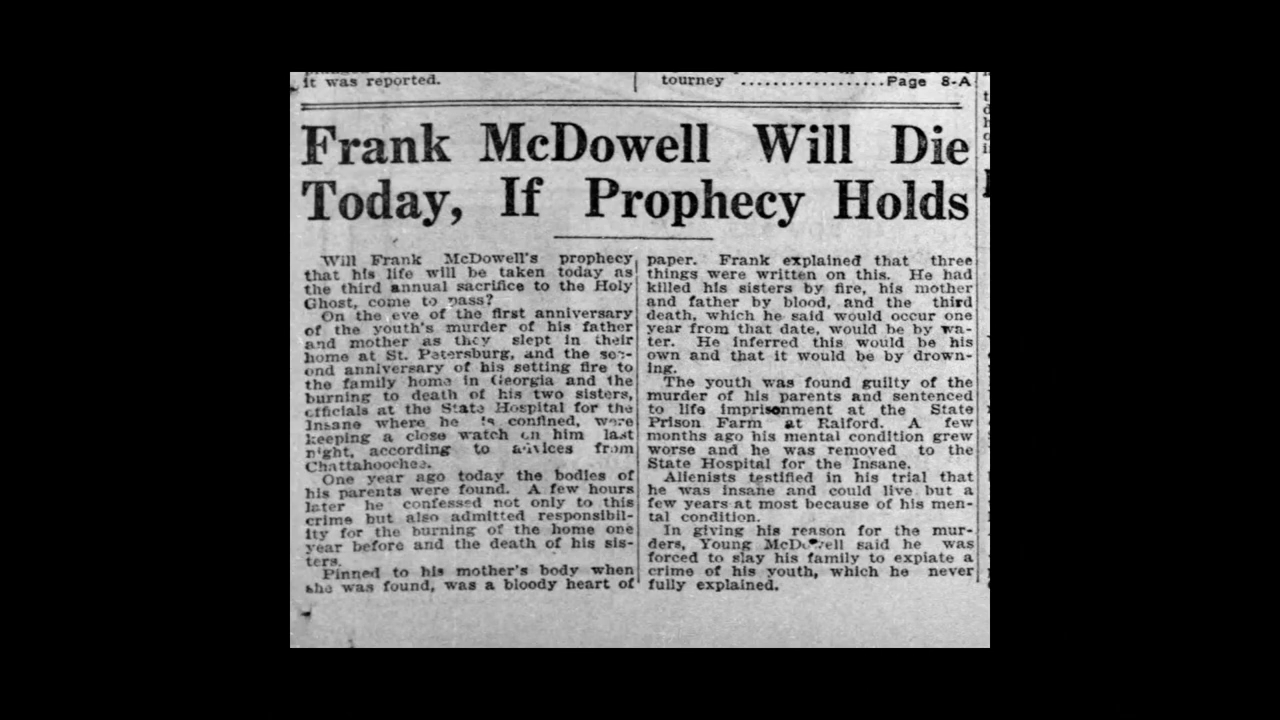 it was reported.
tourney ..................Page 8-A
Frank McDowell Will Die
Today, If Prophecy Holds
Will Frank McDowell's prophecy
that his life will be taken today as
the third annual sacrifice to the Holy
Ghost, come to pass?
On the eve of the first anniversary
of the youth's murder of his father
and mother as they slept in their
home at St. Petersburg, and the sec-
ond anniversary of his setting fire to
the family home in Georgia and the
burning to death of his two sisters,
officials at the State Hospital for the
Insane where he is confined, were
keeping a close watch on him last
night, according to advices from
Chattahoochee.
One year ago today the bodies of
his parents were found. A few hours
later he confessed not only to this
crime but also admitted responsibil-
ity for the burning of the home one
year before and the death of his sis-
ters.
Pinned to his mother's body when
she was found, was a bloody heart of
paper. Frank explained that three
things were written on this. He had
killed his sisters by fire, his mother
and father by blood, and the third
death, which he said would occur one
year from that date, would be by wa-
ter. He inferred this would be his
own and that it would be by drown-
ing.
The youth was found guilty of the
murder of his parents and sentenced
to life imprisonment at the State
Prison Farm at Raiford. A few
months ago his mental condition grew
worse and he was removed to the
State Hospital for the Insane.
Alienists testified in his trial that
he was insane and could live but a
few years at most because of his men-
tal condition.
In giving his reason for the mur-
ders, Young McDowell said he was
forced to slay his family to expiate a
crime of his youth, which he never
fully explained.